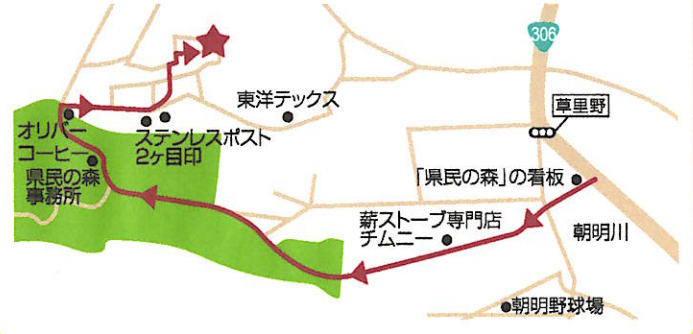 306
草里野
東洋テックス
オリバー
コーヒー
ステンレスポスト
2ヶ目印
県民の森
事務所
「県民の森」の看板
薪ストーブ専門店
チムニー
朝明川
朝明野球場